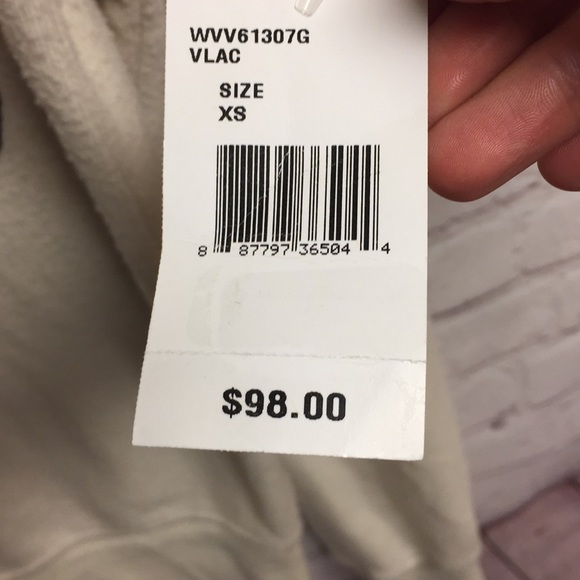 WVV61307G
VLAC
SIZE
XS
8 87797 36504 4
$98.00